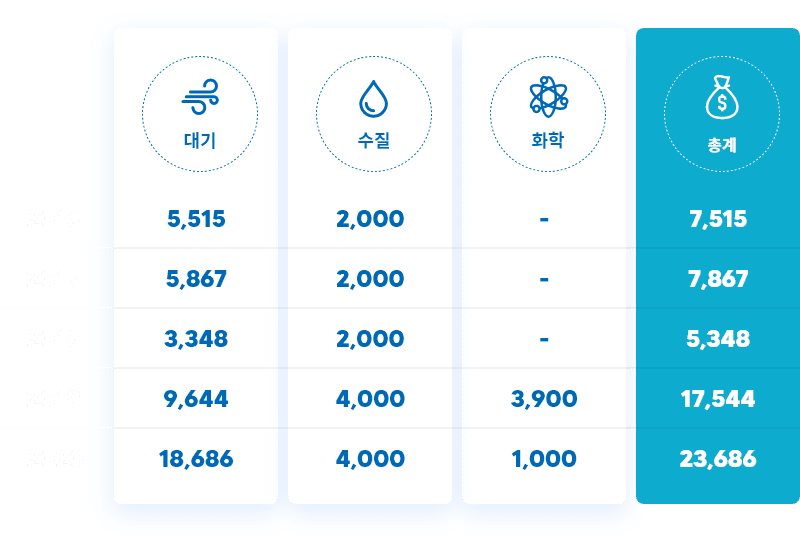 대기 수질 화학 총계
5,515 2,000 - 7,515
5,867 2,000 - 7,867
3,348 2,000 - 5,348
9,644 4,000 3,900 17,544
18,686 4,000 1,000 23,686